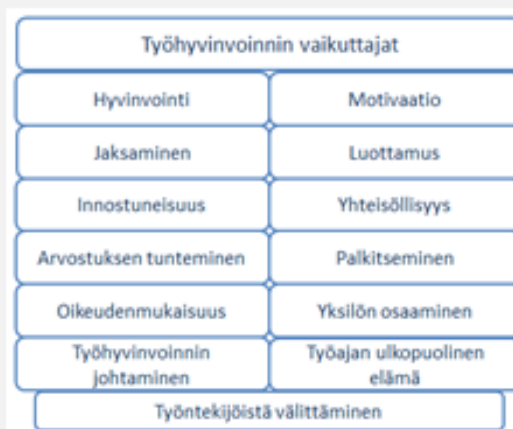 Työhyvinvoinnin vaikuttajat
Hyvinvointi
Motivaatio
Jaksaminen
Luottamus
Innostuneisuus
Yhteisöllisyys
Arvostuksen tunteminen
Palkitseminen
Oikeudenmukaisuus
Yksilön osaaminen
Työhyvinvoinnin
johtaminen
Työajan ulkopuolinen
elämä
Työntekijöistä välittäminen